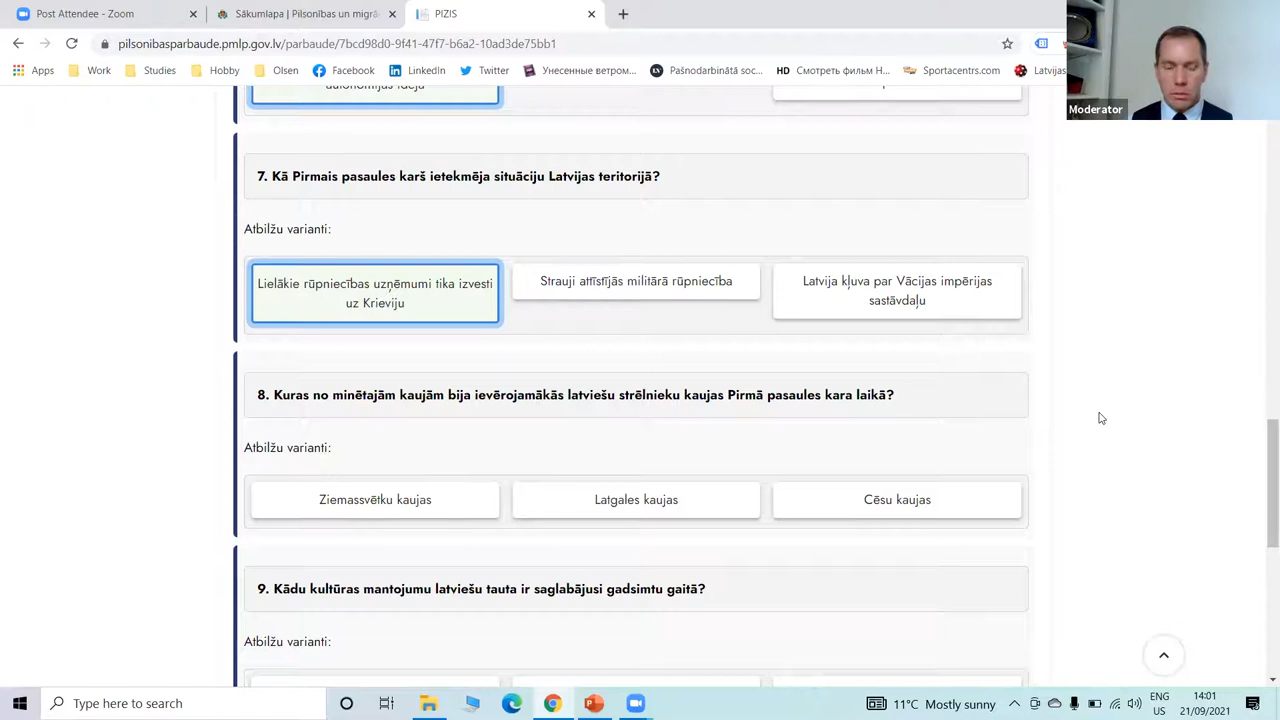 Post Attendee - Zoom
Sākumlapa | Pilsonības un migrā
PIZIS
pilsonibasparbaude.pmlp.gov.lv/parbaude/
Apps
Work
Studies
Hobby
Olsen
Facebook
LinkedIn
Twitter
Унесенные ветром...
Pašnodarbinātā soc...
HD Смотреть фильм H...
Sportacentrs.com
Latvijas
Moderator
autonomijas ideja
7. Kā Pirmais pasaules karš ietekmēja situāciju Latvijas teritorijā?
Atbilžu varianti:
Lielākie rūpniecības uzņēmumi tika izvesti
uz Krieviju
Strauji attīstījās militārā rūpniecība
Latvija kļuva par Vācijas impērijas
sastāvdaļu
8. Kuras no minētajām kaujām bija ievērojamākās latviešu strēlnieku kaujas Pirmā pasaules kara laikā?
Atbilžu varianti:
Ziemassvētku kaujas
Latgales kaujas
Cēsu kaujas
9. Kādu kultūras mantojumu latviešu tauta ir saglabājusi gadsimtu gaitā?
Atbilžu varianti:
Type here to search
11°C Mostly sunny
ENG
US
14:01
21/09/2021